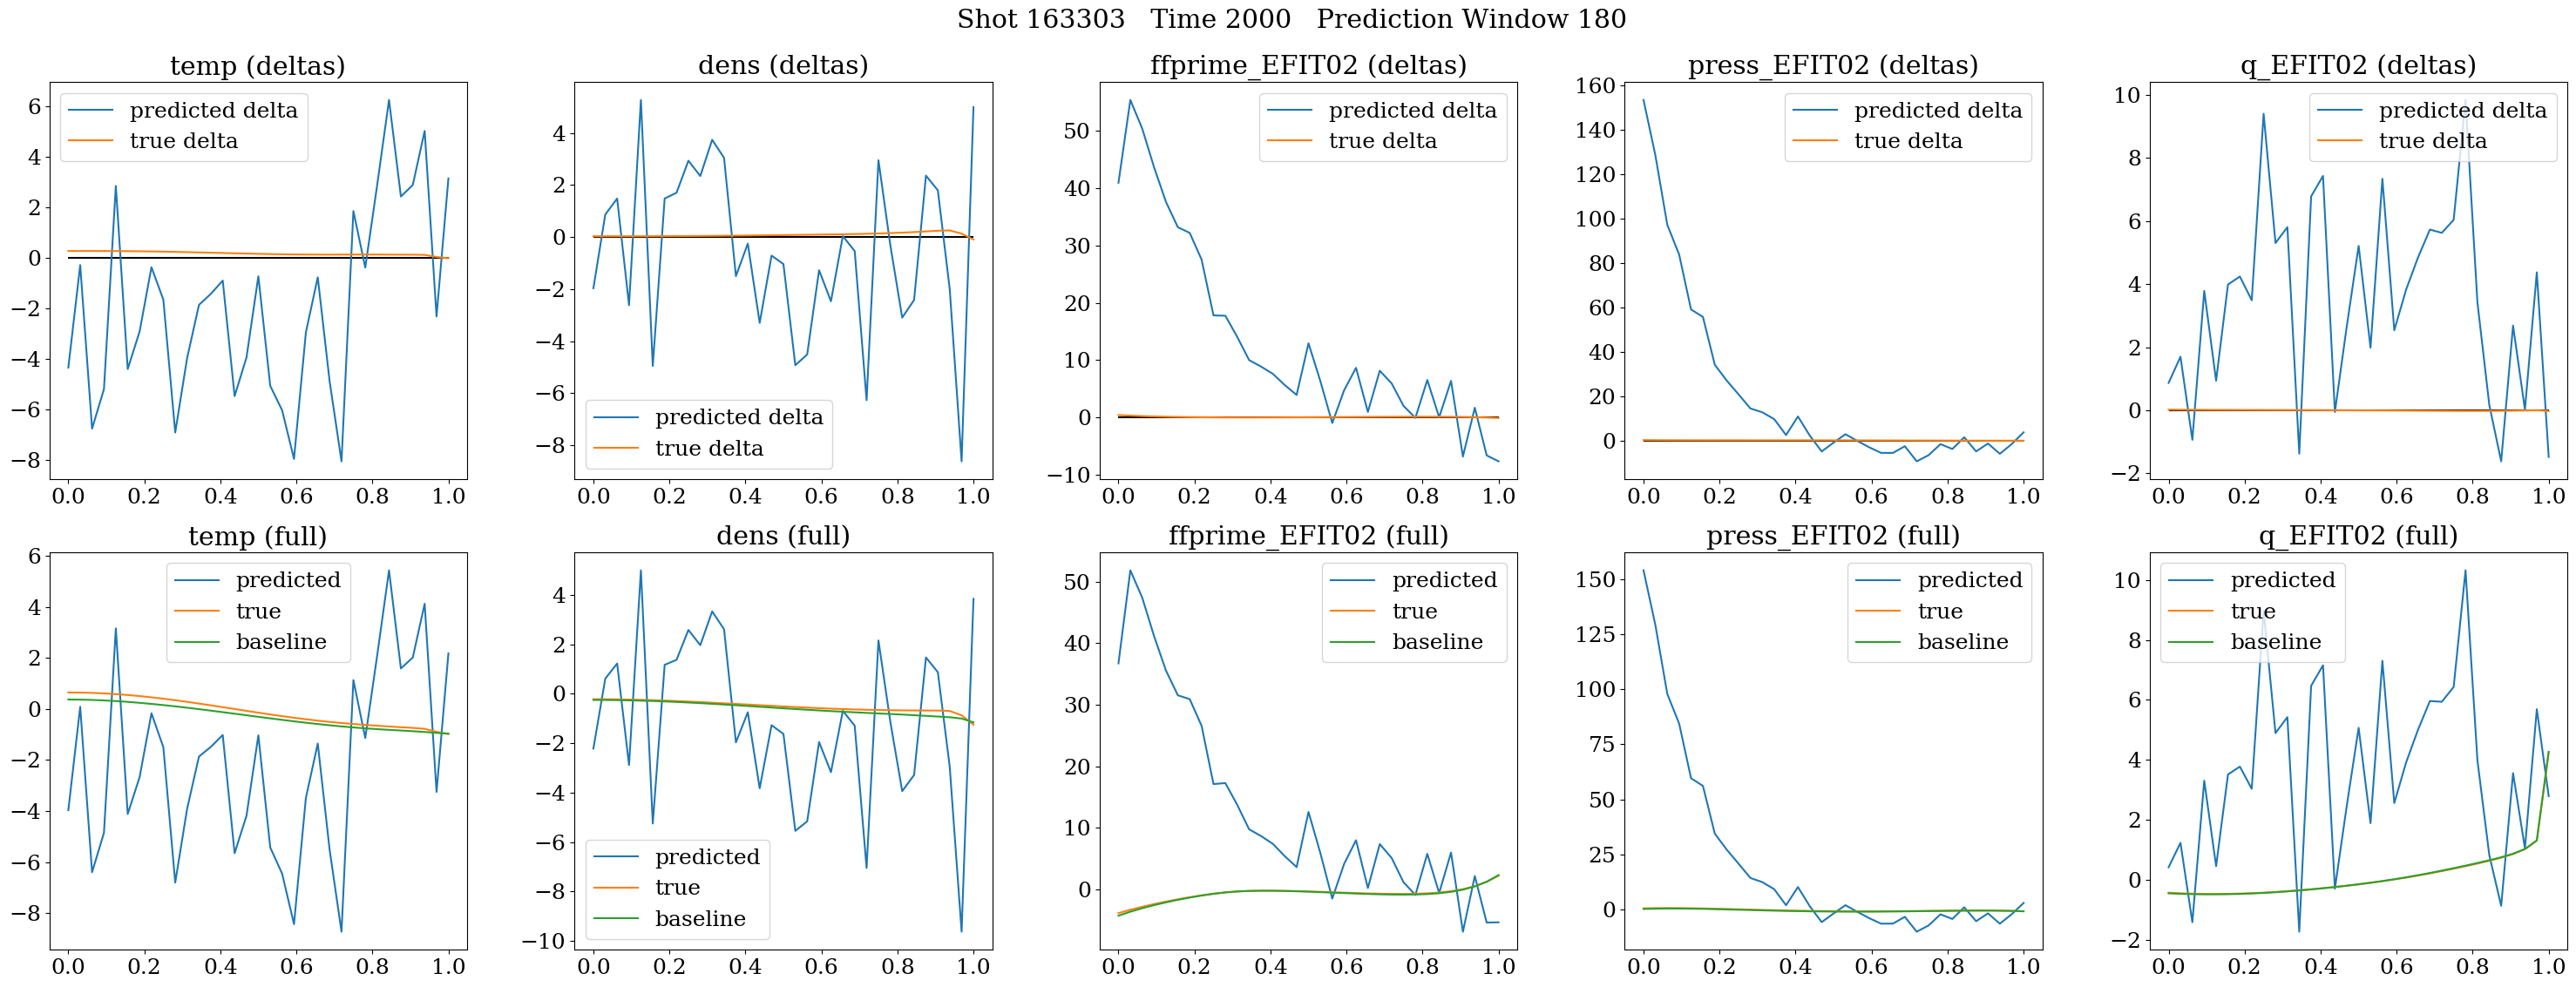 Shot 163303   Time 2000   Prediction Window 180
temp (deltas)
6
4
2
0
−2
−4
−6
−8
0.0 0.2 0.4 0.6 0.8 1.0
predicted delta
true delta
dens (deltas)
4
2
0
−2
−4
−6
−8
0.0 0.2 0.4 0.6 0.8 1.0
predicted delta
true delta
ffprime_EFIT02 (deltas)
50
40
30
20
10
0
−10
0.0 0.2 0.4 0.6 0.8 1.0
predicted delta
true delta
press_EFIT02 (deltas)
160
140
120
100
80
60
40
20
0
0.0 0.2 0.4 0.6 0.8 1.0
predicted delta
true delta
q_EFIT02 (deltas)
10
8
6
4
2
0
−2
0.0 0.2 0.4 0.6 0.8 1.0
predicted delta
true delta
temp (full)
6
4
2
0
−2
−4
−6
−8
0.0 0.2 0.4 0.6 0.8 1.0
predicted
true
baseline
dens (full)
4
2
0
−2
−4
−6
−8
−10
0.0 0.2 0.4 0.6 0.8 1.0
predicted
true
baseline
ffprime_EFIT02 (full)
50
40
30
20
10
0
0.0 0.2 0.4 0.6 0.8 1.0
predicted
true
baseline
press_EFIT02 (full)
150
125
100
75
50
25
0
0.0 0.2 0.4 0.6 0.8 1.0
predicted
true
baseline
q_EFIT02 (full)
10
8
6
4
2
0
−2
0.0 0.2 0.4 0.6 0.8 1.0
predicted
true
baseline